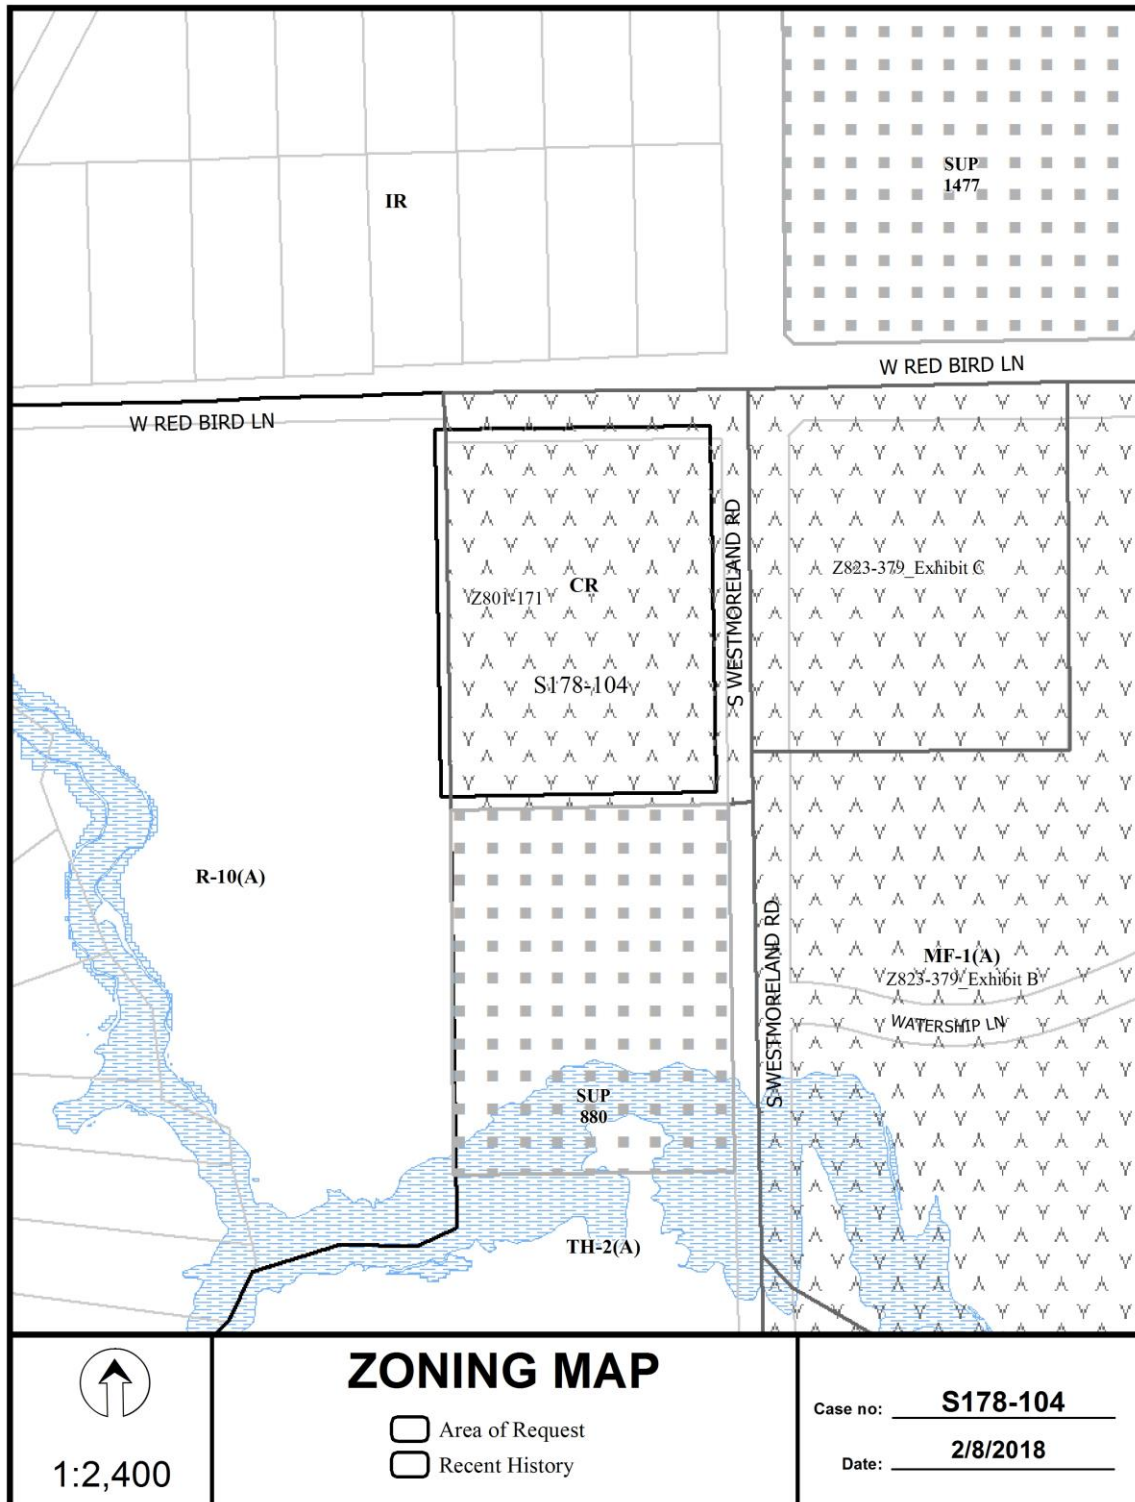 SUP
1477
IR
W RED BIRD LN
W RED BIRD LN
S WESTMORELAND RD
Z823-379_Exhibit C
CR
Z801-171
S178-104
R-10(A)
S WESTMORELAND RD
MF-1(A)
Z823-379_Exhibit B
WATERSHIP LN
SUP
880
TH-2(A)
1:2,400
ZONING MAP
Area of Request
Recent History
Case no: S178-104
Date: 2/8/2018